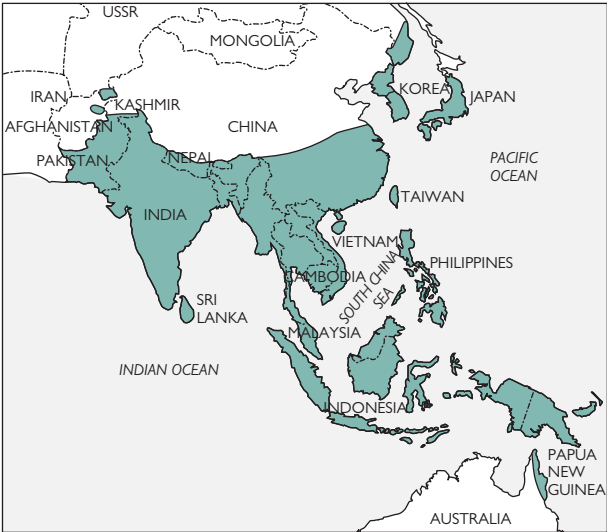 USSR
MONGOLIA
IRAN
KASHMIR
KOREA
JAPAN
AFGHANISTAN
CHINA
PAKISTAN
NEPAL
PACIFIC
OCEAN
INDIA
TAIWAN
VIETNAM
CAMBODIA
SOUTH CHINA
SEA
PHILIPPINES
SRI
LANKA
MALAYSIA
INDIAN OCEAN
INDONESIA
PAPUA
NEW
GUINEA
AUSTRALIA